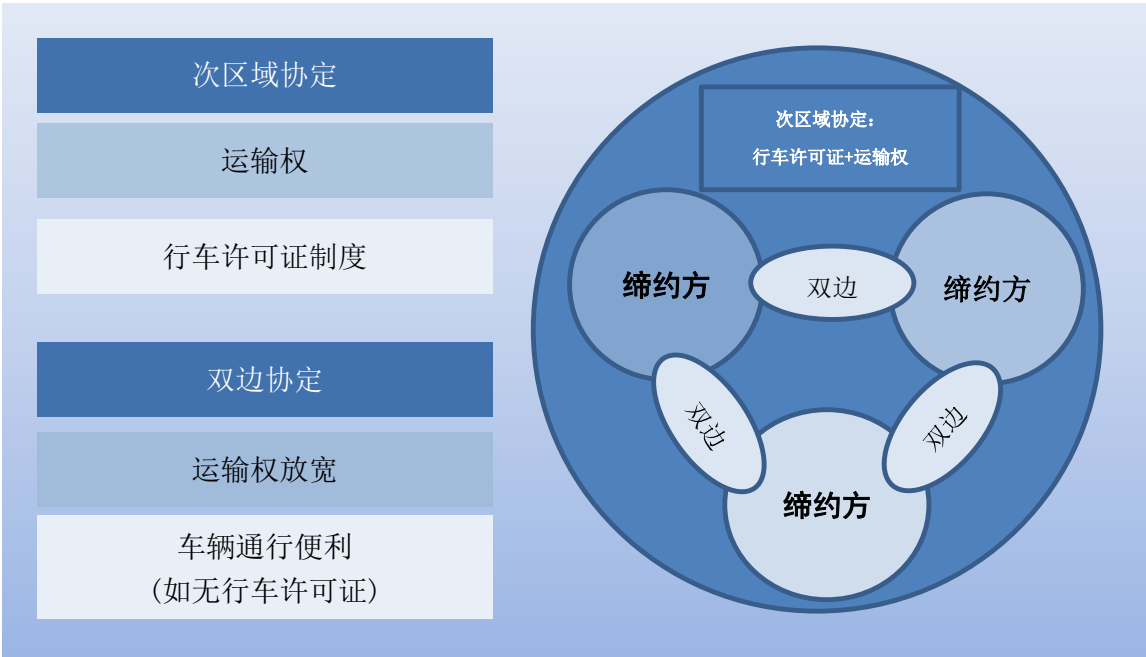 次区域协定
运输权
行车许可证制度
双边协定
运输权放宽
车辆通行便利
(如无行车许可证)
次区域协定：
行车许可证+运输权
缔约方
双边
缔约方
双边
双边
缔约方